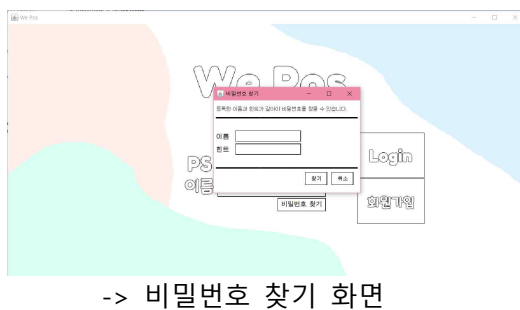 We Pos
We Pos
비밀번호 찾기
등록한 이름과 힌트가 같아야 비밀번호를 찾을 수 있습니다.
이름
힌트
찾기 취소
PS
이름
Login
회원가입
비밀번호 찾기
-> 비밀번호 찾기 화면